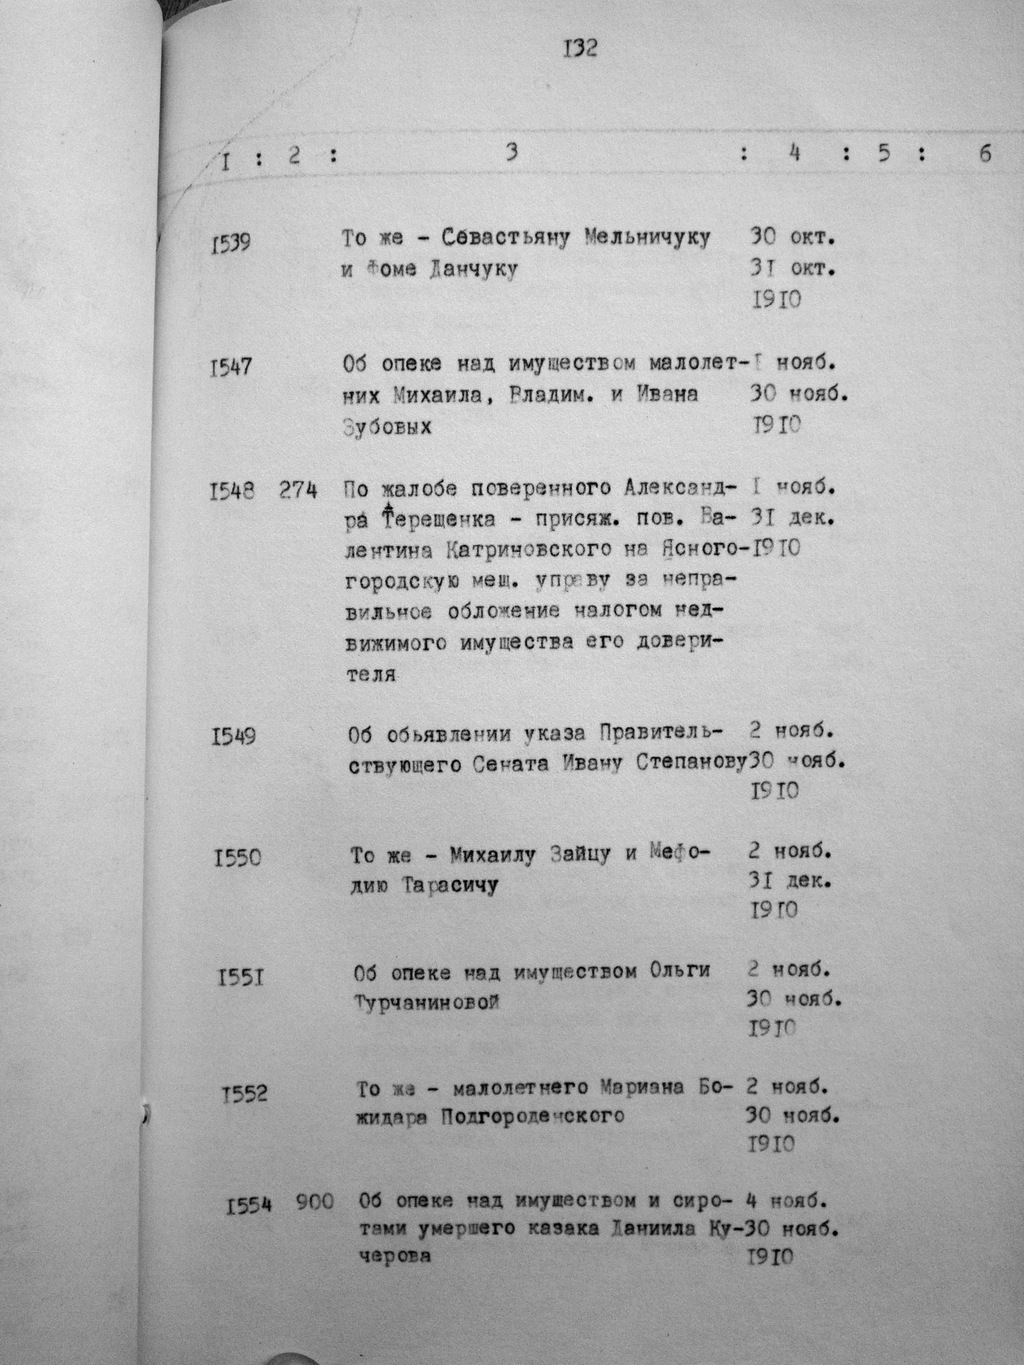 132
1 : 2 : 3 : 4 : 5 : 6
1539 То же - Севастьяну Мельничуку 30 окт.
и Фоме Данчуку 31 окт.
1910
1547 Об опеке над имуществом малолет- 1 нояб.
них Михаила, Владим. и Ивана 30 нояб.
Зубовых 1910
1548 274 По жалобе поверенного Александ- 1 нояб.
ра Терещенка - присяж. пов. Ва- 31 дек.
лентина Катриновского на Ясного- 1910
городскую мещ. управу за непра-
вильное обложение налогом нед-
вижимого имущества его довери-
теля
1549 Об обьявлении указа Правитель- 2 нояб.
ствующего Сената Ивану Степанову 30 нояб.
1910
1550 То же - Михаилу Зайцу и Мефо- 2 нояб.
дию Тарасичу 31 дек.
1910
1551 Об опеке над имуществом Ольги 2 нояб.
Турчаниновой 30 нояб.
1910
1552 То же - малолетнего Мариана Бо- 2 нояб.
жидара Подгороденского 30 нояб.
1910
1554 900 Об опеке над имуществом и сиро- 4 нояб.
тами умершего казака Даниила Ку- 30 нояб.
черова 1910